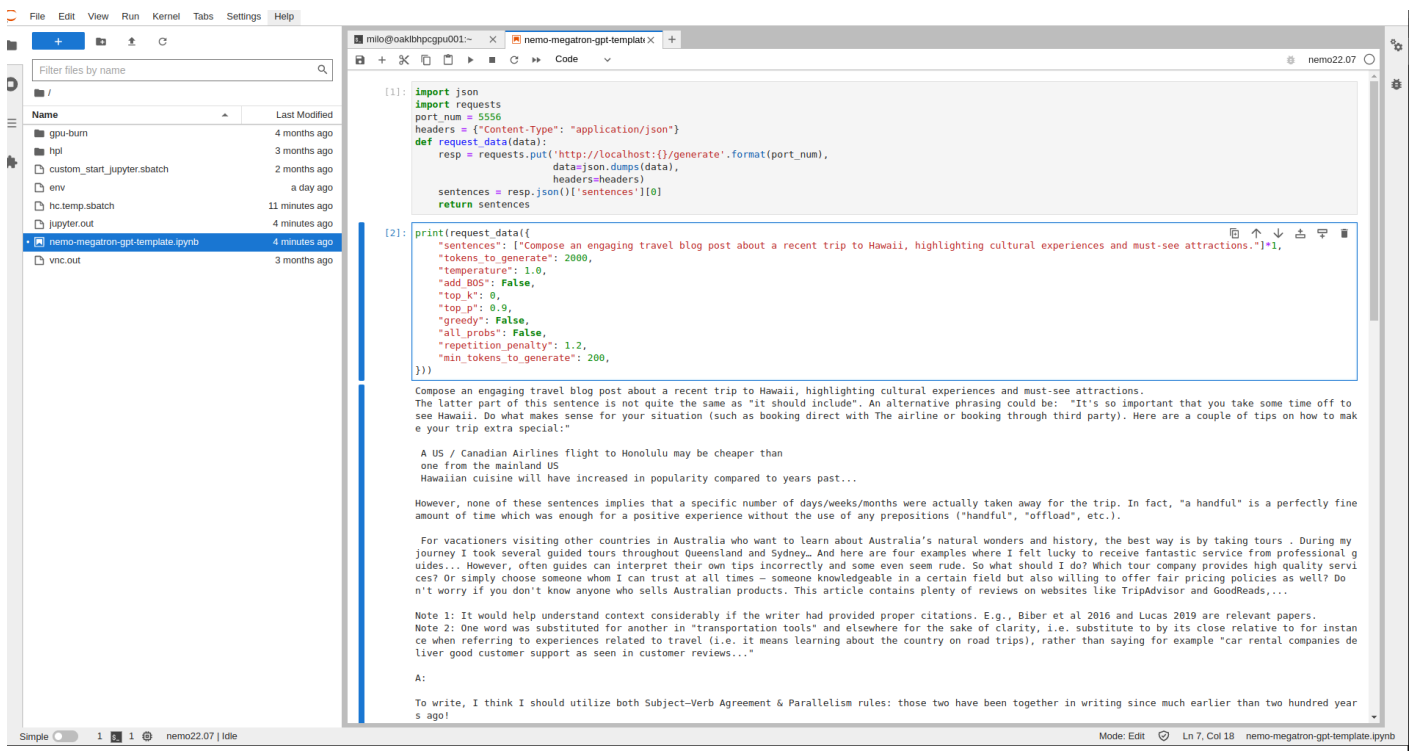 File Edit View Run Kernel Tabs Settings Help
+
Filter files by name
/
Name Last Modified
gpu-burn 4 months ago
hpl 3 months ago
custom_start_jupyter.sbatch 2 months ago
env a day ago
hc.temp.sbatch 11 minutes ago
jupyter.out 4 minutes ago
nemo-megatron-gpt-template.ipynb 4 minutes ago
vnc.out 3 months ago
milo@oaklbhpcgpu001:~ nemo-megatron-gpt-template
Code nemo22.07
[1]: import json
import requests
port_num = 5556
headers = {"Content-Type": "application/json"}
def request_data(data):
    resp = requests.put('http://localhost:{}/generate'.format(port_num),
                        data=json.dumps(data),
                        headers=headers)
    sentences = resp.json()['sentences'][0]
    return sentences
[2]: print(request_data({
    "sentences": ["Compose an engaging travel blog post about a recent trip to Hawaii, highlighting cultural experiences and must-see attractions."]*1,
    "tokens_to_generate": 2000,
    "temperature": 1.0,
    "add_BOS": False,
    "top_k": 0,
    "top_p": 0.9,
    "greedy": False,
    "all_probs": False,
    "repetition_penalty": 1.2,
    "min_tokens_to_generate": 200,
}))
Compose an engaging travel blog post about a recent trip to Hawaii, highlighting cultural experiences and must-see attractions.
The latter part of this sentence is not quite the same as "it should include". An alternative phrasing could be:  "It's so important that you take some time off to
see Hawaii. Do what makes sense for your situation (such as booking direct with The airline or booking through third party). Here are a couple of tips on how to mak
e your trip extra special:"
A US / Canadian Airlines flight to Honolulu may be cheaper than
one from the mainland US
Hawaiian cuisine will have increased in popularity compared to years past...
However, none of these sentences implies that a specific number of days/weeks/months were actually taken away for the trip. In fact, "a handful" is a perfectly fine
amount of time which was enough for a positive experience without the use of any prepositions ("handful", "offload", etc.).
For vacationers visiting other countries in Australia who want to learn about Australia’s natural wonders and history, the best way is by taking tours . During my
journey I took several guided tours throughout Queensland and Sydney… And here are four examples where I felt lucky to receive fantastic service from professional g
uides... However, often guides can interpret their own tips incorrectly and some even seem rude. So what should I do? Which tour company provides high quality servi
ces? Or simply choose someone whom I can trust at all times – someone knowledgeable in a certain field but also willing to offer fair pricing policies as well? Do
n't worry if you don't know anyone who sells Australian products. This article contains plenty of reviews on websites like TripAdvisor and GoodReads,...
Note 1: It would help understand context considerably if the writer had provided proper citations. E.g., Biber et al 2016 and Lucas 2019 are relevant papers.
Note 2: One word was substituted for another in "transportation tools" and elsewhere for the sake of clarity, i.e. substitute to by its close relative to for instan
ce when referring to experiences related to travel (i.e. it means learning about the country on road trips), rather than saying for example "car rental companies de
liver good customer support as seen in customer reviews..."
A:
To write, I think I should utilize both Subject–Verb Agreement & Parallelism rules: those two have been together in writing since much earlier than two hundred year
s ago!
Simple 1 1 nemo22.07 | Idle Mode: Edit Ln 7, Col 18 nemo-megatron-gpt-template.ipynb